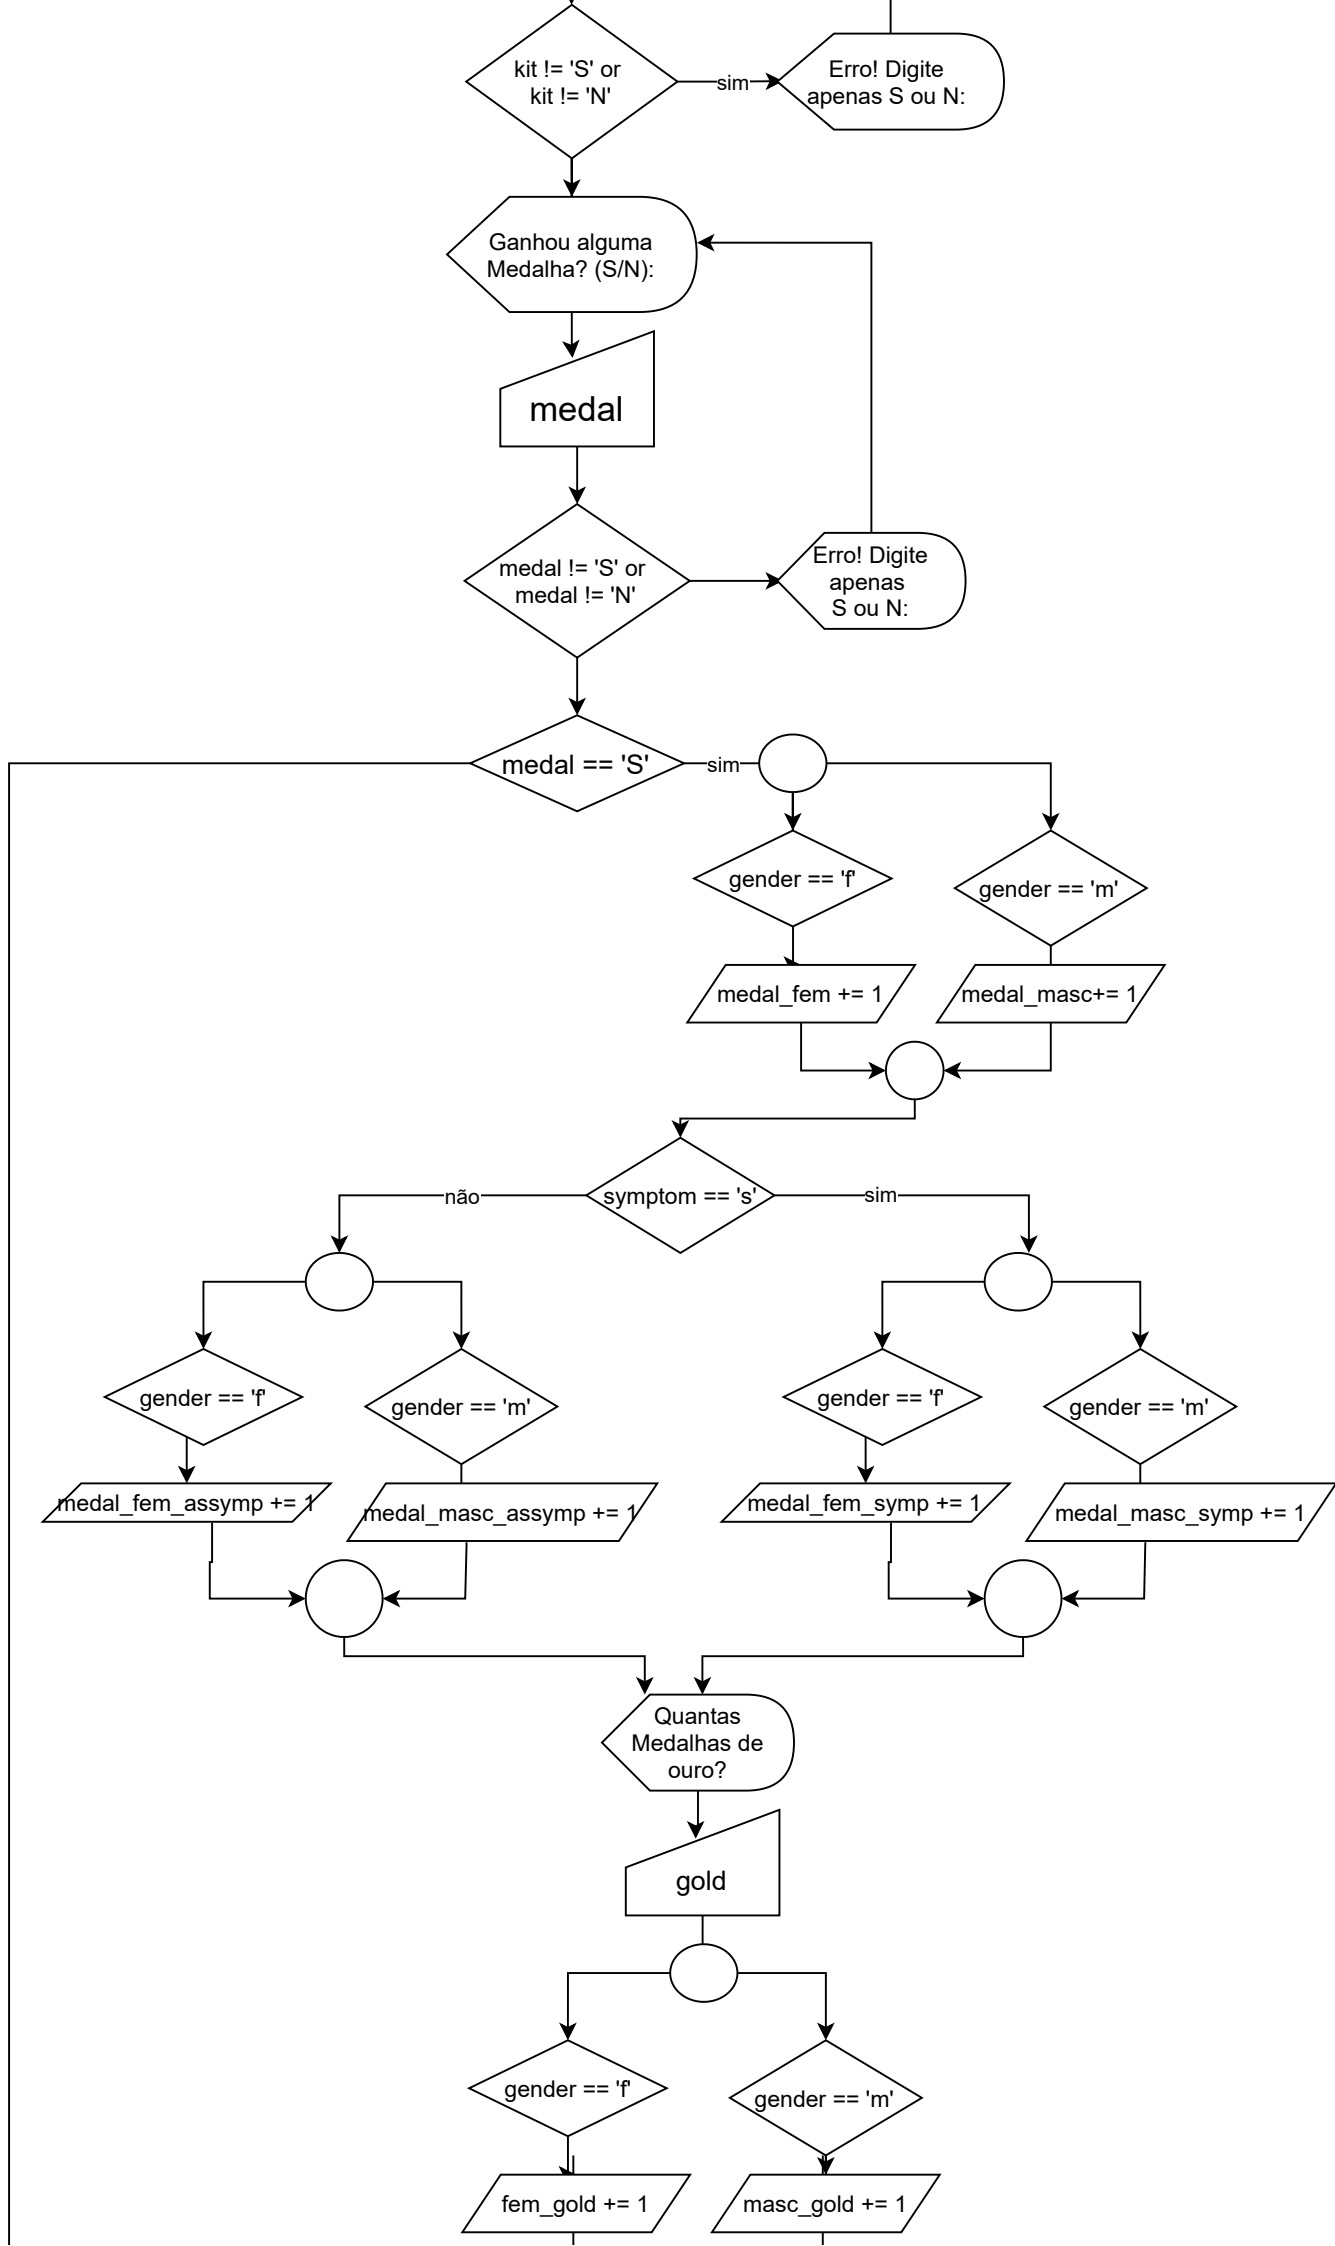 kit != 'S' or
kit != 'N'
sim
Erro! Digite
apenas S ou N:
Ganhou alguma
Medalha? (S/N):
medal
medal != 'S' or
medal != 'N'
Erro! Digite
apenas
S ou N:
medal == 'S'
sim
gender == 'f'
gender == 'm'
medal_fem += 1
medal_masc+= 1
symptom == 's'
não
sim
gender == 'f'
gender == 'm'
gender == 'f'
gender == 'm'
medal_fem_assymp += 1
medal_masc_assymp += 1
medal_fem_symp += 1
medal_masc_symp += 1
Quantas
Medalhas de
ouro?
gold
gender == 'f'
gender == 'm'
fem_gold += 1
masc_gold += 1